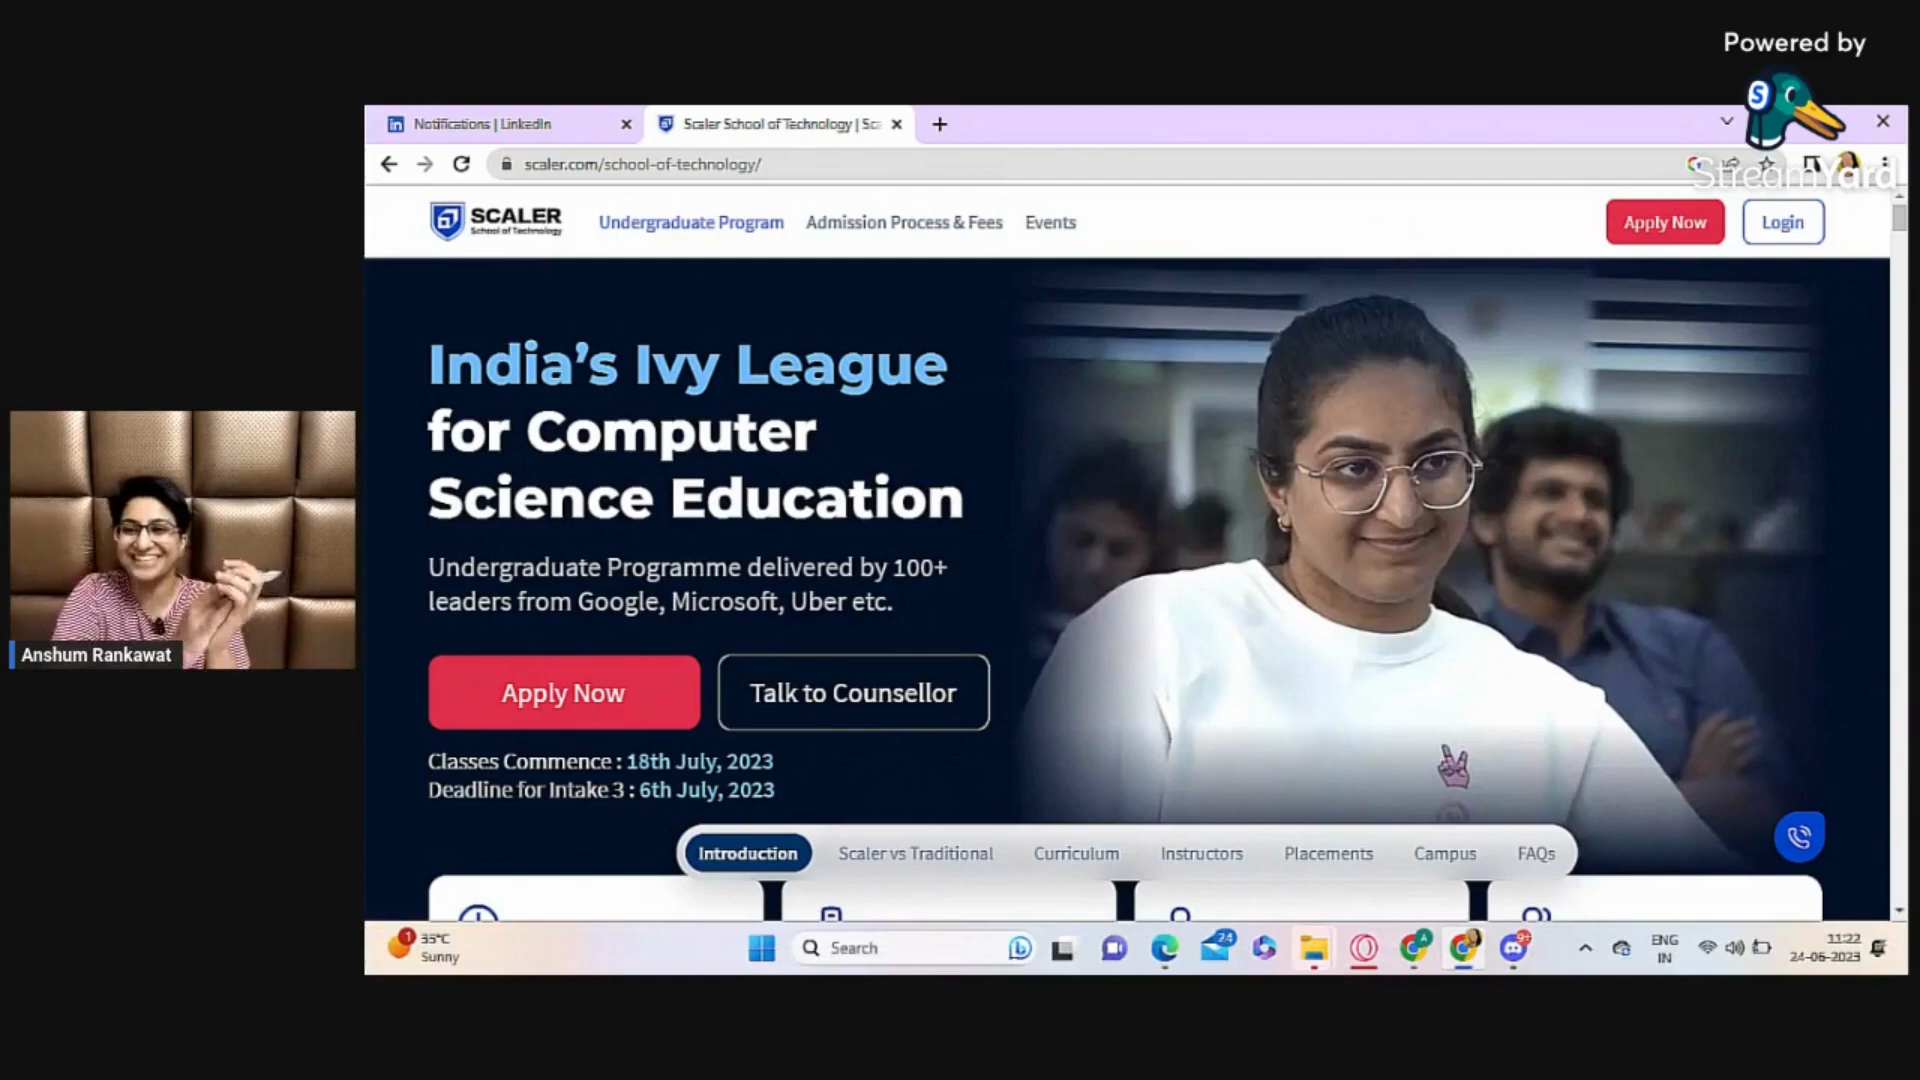 Powered by
S
StreamYard
Notifications | LinkedIn
Scaler School of Technology | Sca
scaler.com/school-of-technology/
SCALER
School of Technology
Undergraduate Program
Admission Process & Fees
Events
Apply Now
Login
India's Ivy League
for Computer
Science Education
Undergraduate Programme delivered by 100+
leaders from Google, Microsoft, Uber etc.
Apply Now
Talk to Counsellor
Classes Commence : 18th July, 2023
Deadline for Intake 3 : 6th July, 2023
Anshum Rankawat
Introduction
Scaler vs Traditional
Curriculum
Instructors
Placements
Campus
FAQs
1
35°C
Sunny
Search
24
A
9+
ENG
IN
11:22
24-06-2023